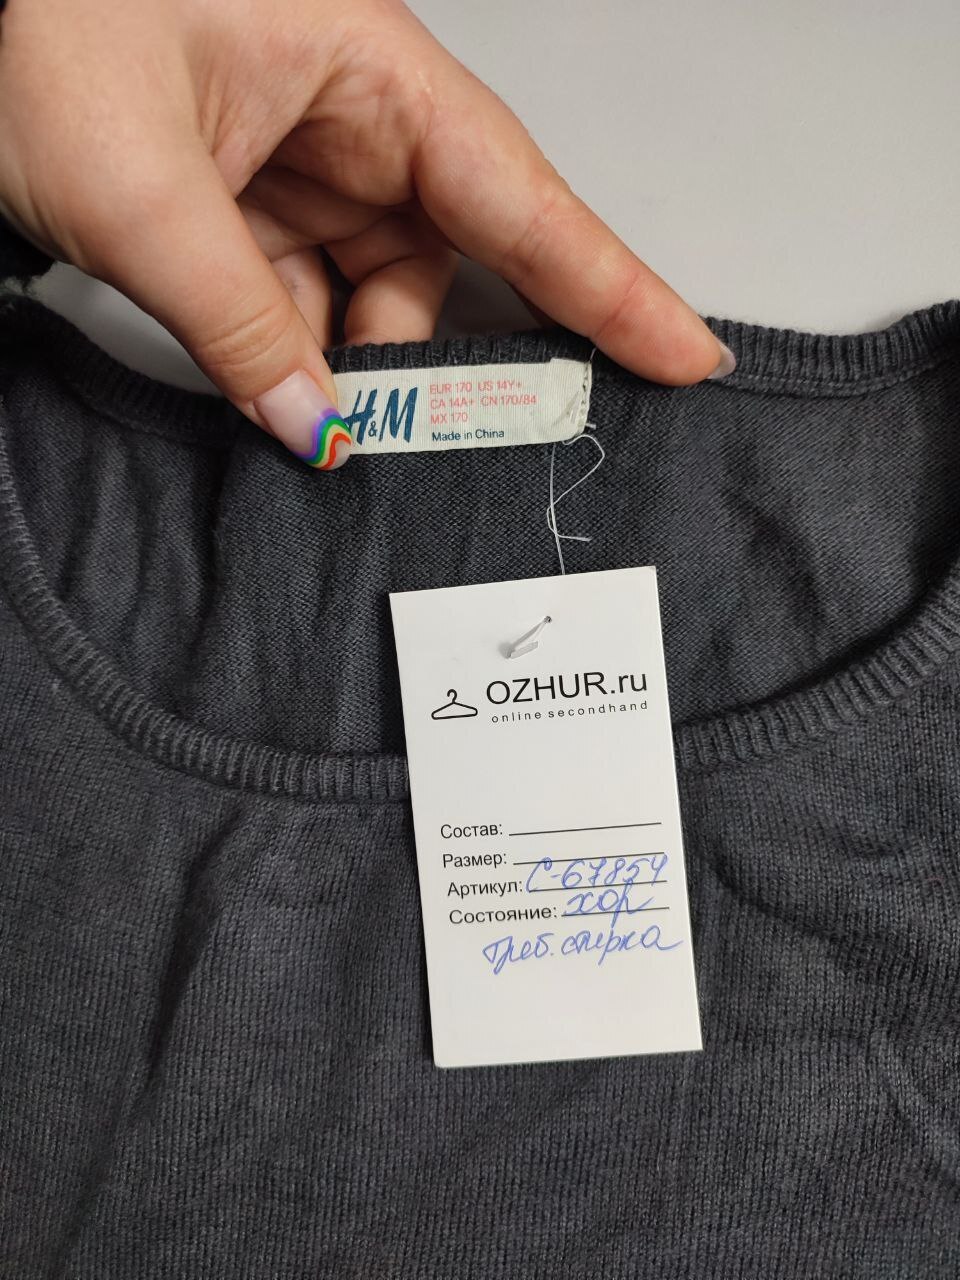 H&M
EUR 170 US 14Y+
CA 14A+ CN 170/84
MX 170
Made in China
OZHUR.ru
online secondhand
Состав:
Размер:
Артикул: С-67854
Состояние: хор
треб. стирка